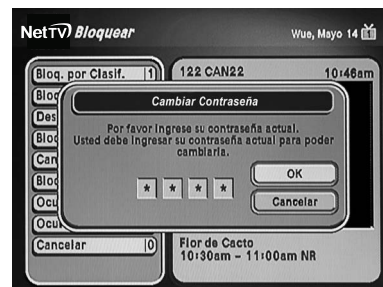 NetTV Bloquear
Wue, Mayo 14
Bloq. por Clasif. 1
122 CAN22 10:46am
Bloq
Des
Bloq
Can
Bloq
Ocu
Ocu
Cancelar 0
Cambiar Contraseña
Por favor ingrese su contraseña actual.
Usted debe ingresar su contraseña actual para poder
cambiarla.
* * * *
OK
Cancelar
Flor de Cacto
10:30am – 11:00am NR